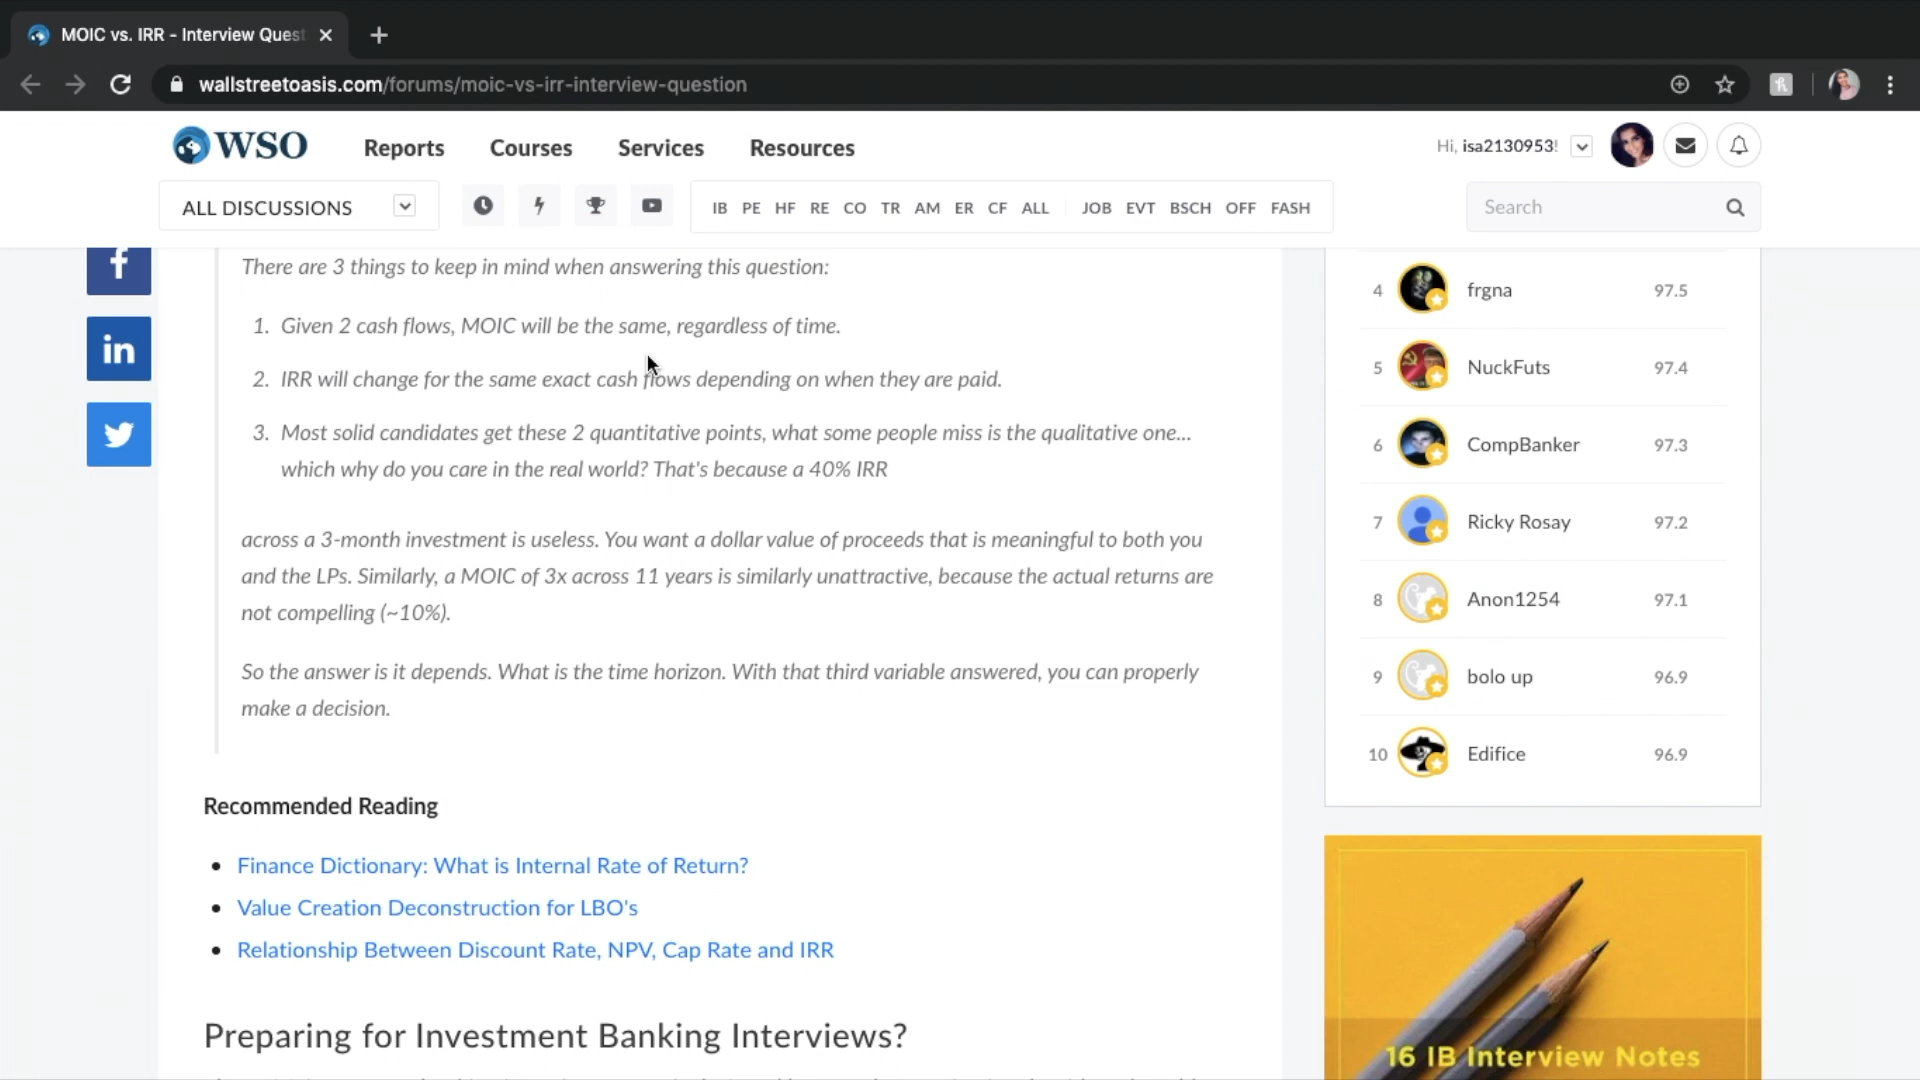 MOIC vs. IRR - Interview Quest
wallstreetoasis.com/forums/moic-vs-irr-interview-question
WSO Reports Courses Services Resources
Hi, isa2130953!
ALL DISCUSSIONS
IB PE HF RE CO TR AM ER CF ALL JOB EVT BSCH OFF FASH
Search
There are 3 things to keep in mind when answering this question:
1. Given 2 cash flows, MOIC will be the same, regardless of time.
2. IRR will change for the same exact cash flows depending on when they are paid.
3. Most solid candidates get these 2 quantitative points, what some people miss is the qualitative one...
which why do you care in the real world? That's because a 40% IRR
across a 3-month investment is useless. You want a dollar value of proceeds that is meaningful to both you
and the LPs. Similarly, a MOIC of 3x across 11 years is similarly unattractive, because the actual returns are
not compelling (~10%).
So the answer is it depends. What is the time horizon. With that third variable answered, you can properly
make a decision.
Recommended Reading
• Finance Dictionary: What is Internal Rate of Return?
• Value Creation Deconstruction for LBO's
• Relationship Between Discount Rate, NPV, Cap Rate and IRR
Preparing for Investment Banking Interviews?
4 frgna 97.5
5 NuckFuts 97.4
6 CompBanker 97.3
7 Ricky Rosay 97.2
8 Anon1254 97.1
9 bolo up 96.9
10 Edifice 96.9
16 IB Interview Notes